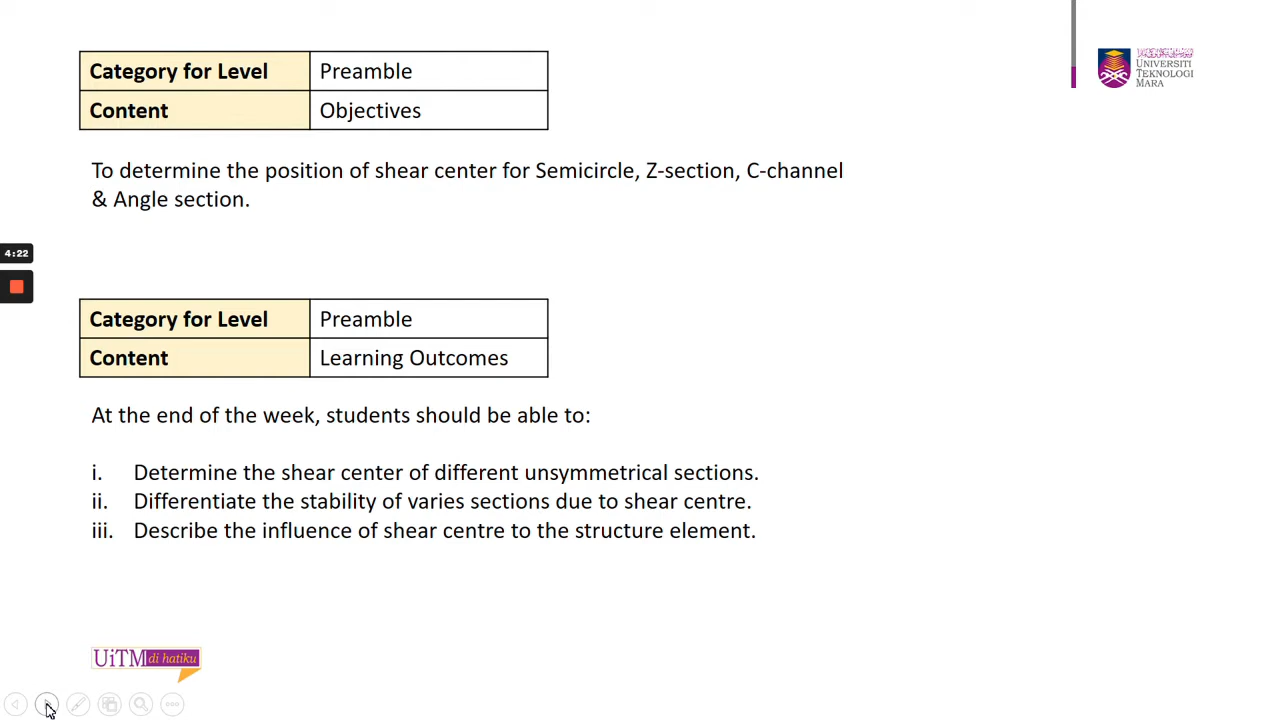 Category for Level Preamble
Content Objectives
UNIVERSITI
TEKNOLOGI
MARA
To determine the position of shear center for Semicircle, Z-section, C-channel
& Angle section.
4:22
Category for Level Preamble
Content Learning Outcomes
At the end of the week, students should be able to:
i. Determine the shear center of different unsymmetrical sections.
ii. Differentiate the stability of varies sections due to shear centre.
iii. Describe the influence of shear centre to the structure element.
UiTM di hatiku